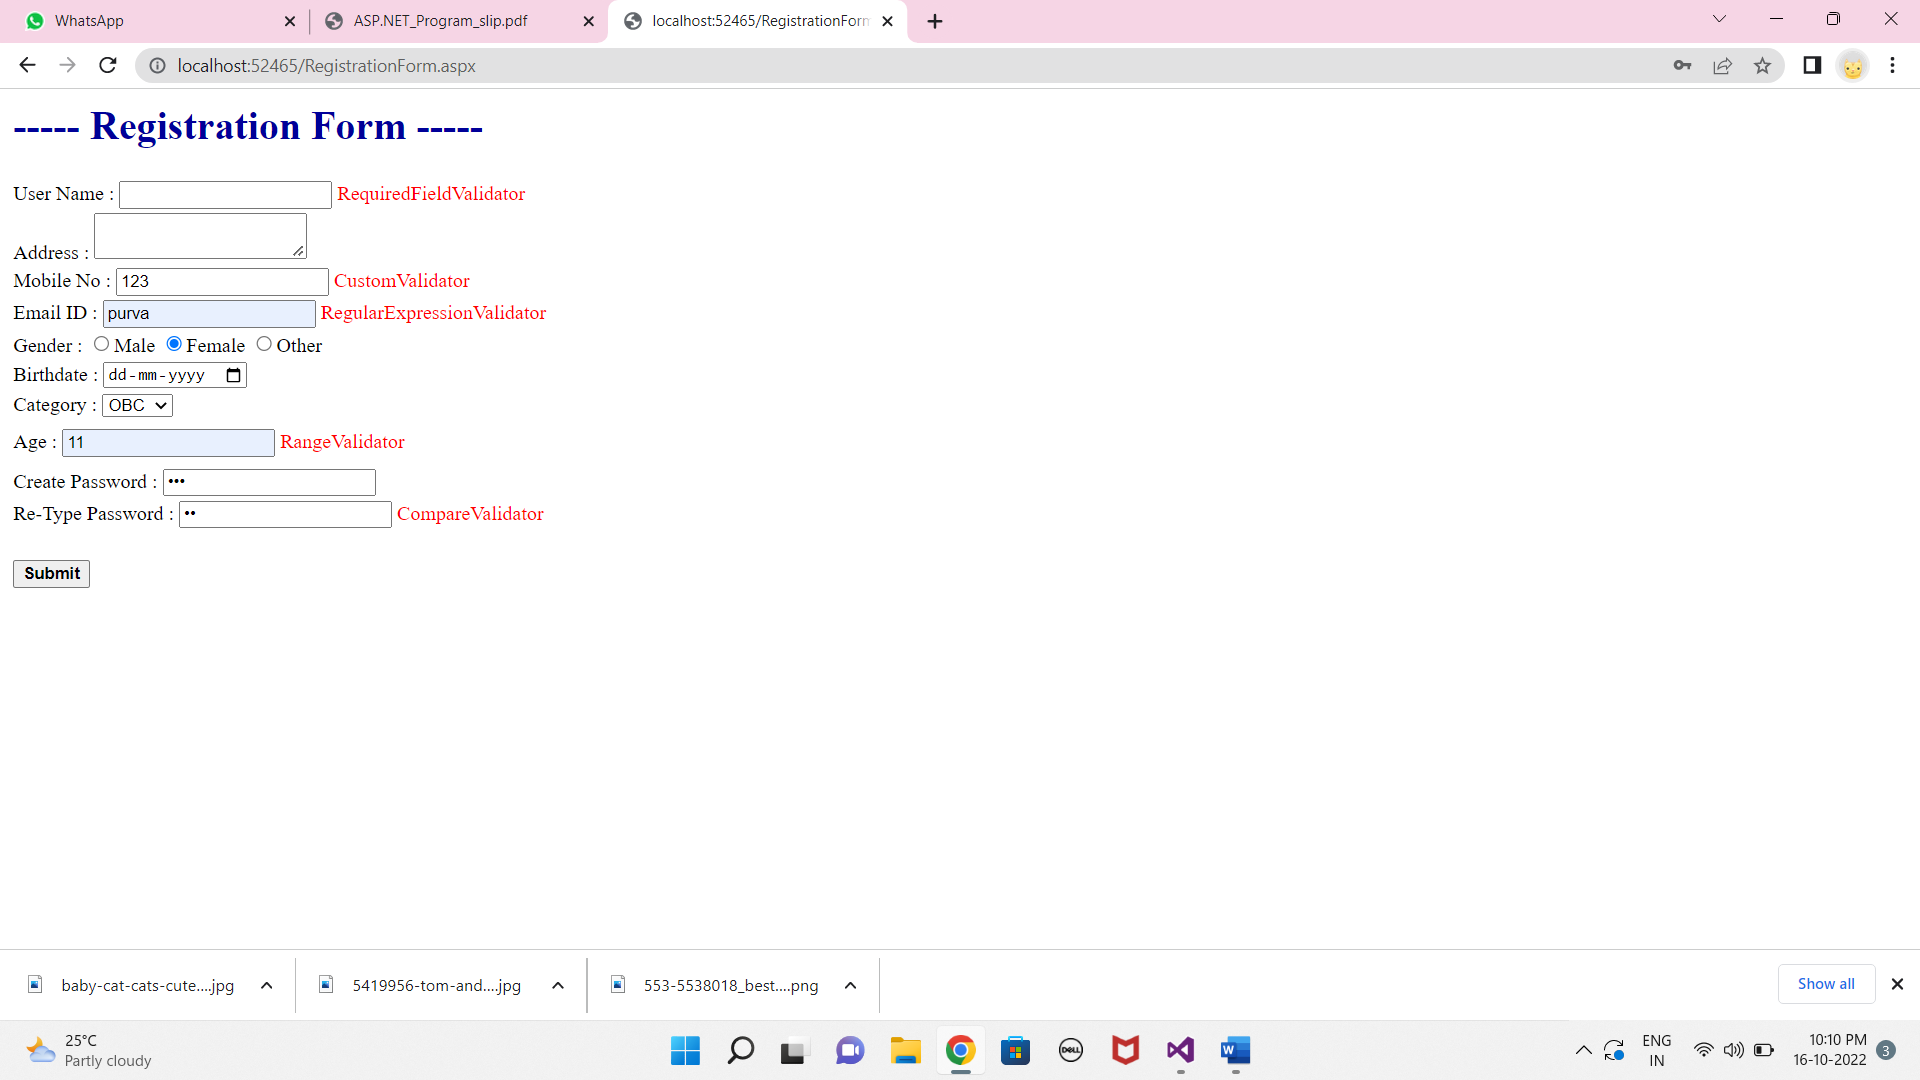 WhatsApp
ASP.NET_Program_slip.pdf
localhost:52465/RegistrationForm
localhost:52465/RegistrationForm.aspx
----- Registration Form -----
User Name : RequiredFieldValidator
Address :
Mobile No : 123 CustomValidator
Email ID : purva RegularExpressionValidator
Gender : Male Female Other
Birthdate : dd-mm-yyyy
Category : OBC
Age : 11 RangeValidator
Create Password : •••
Re-Type Password : •• CompareValidator
Submit
baby-cat-cats-cute....jpg
5419956-tom-and....jpg
553-5538018_best....png
Show all
25°C
Partly cloudy
DELL
W
ENG
IN
10:10 PM
16-10-2022
3